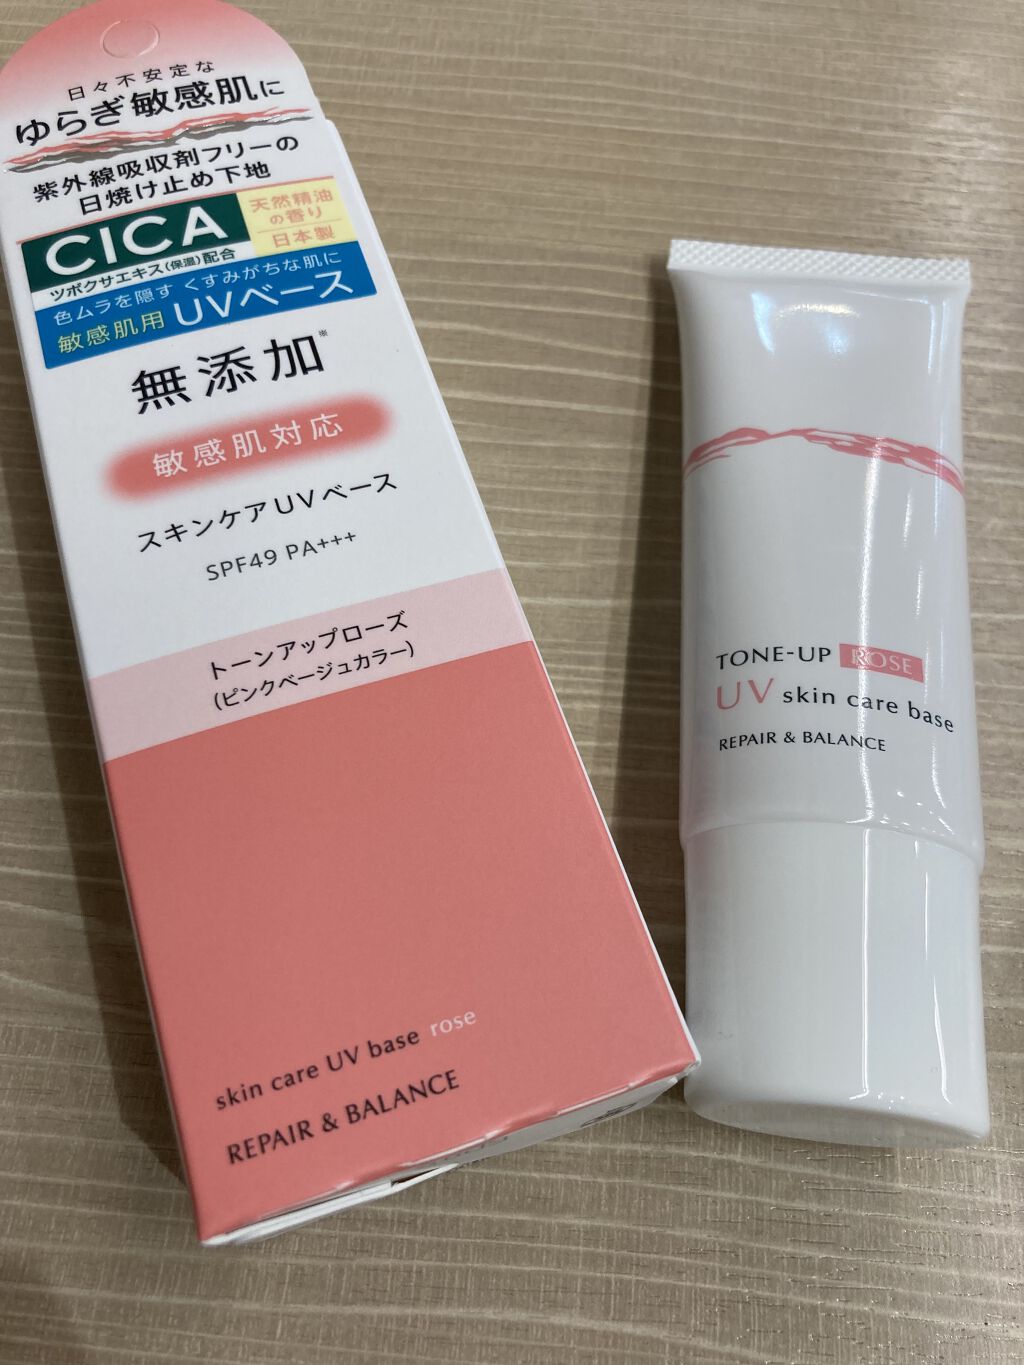 日々不安定な
ゆらぎ敏感肌に
紫外線吸収剤フリーの
日焼け止め下地
CICA
ツボクサエキス(保湿)配合
天然精油
の香り
日本製
色ムラを隠す くすみがちな肌に
敏感肌用 UVベース
無添加※
敏感肌対応
スキンケアUVベース
SPF49 PA+++
トーンアップローズ
(ピンクベージュカラー)
skin care UV base rose
REPAIR & BALANCE
TONE-UP ROSE
UV skin care base
REPAIR & BALANCE